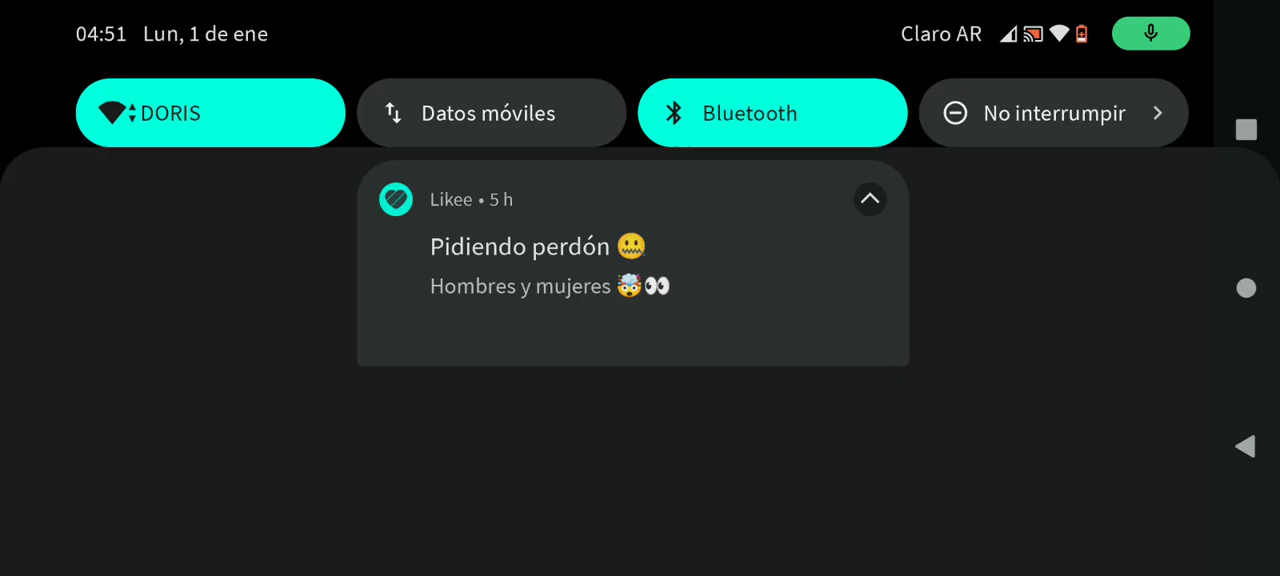 04:51 Lun, 1 de ene Claro AR
DORIS Datos móviles Bluetooth No interrumpir
Likee • 5 h
Pidiendo perdón 🤐
Hombres y mujeres 🤯👀